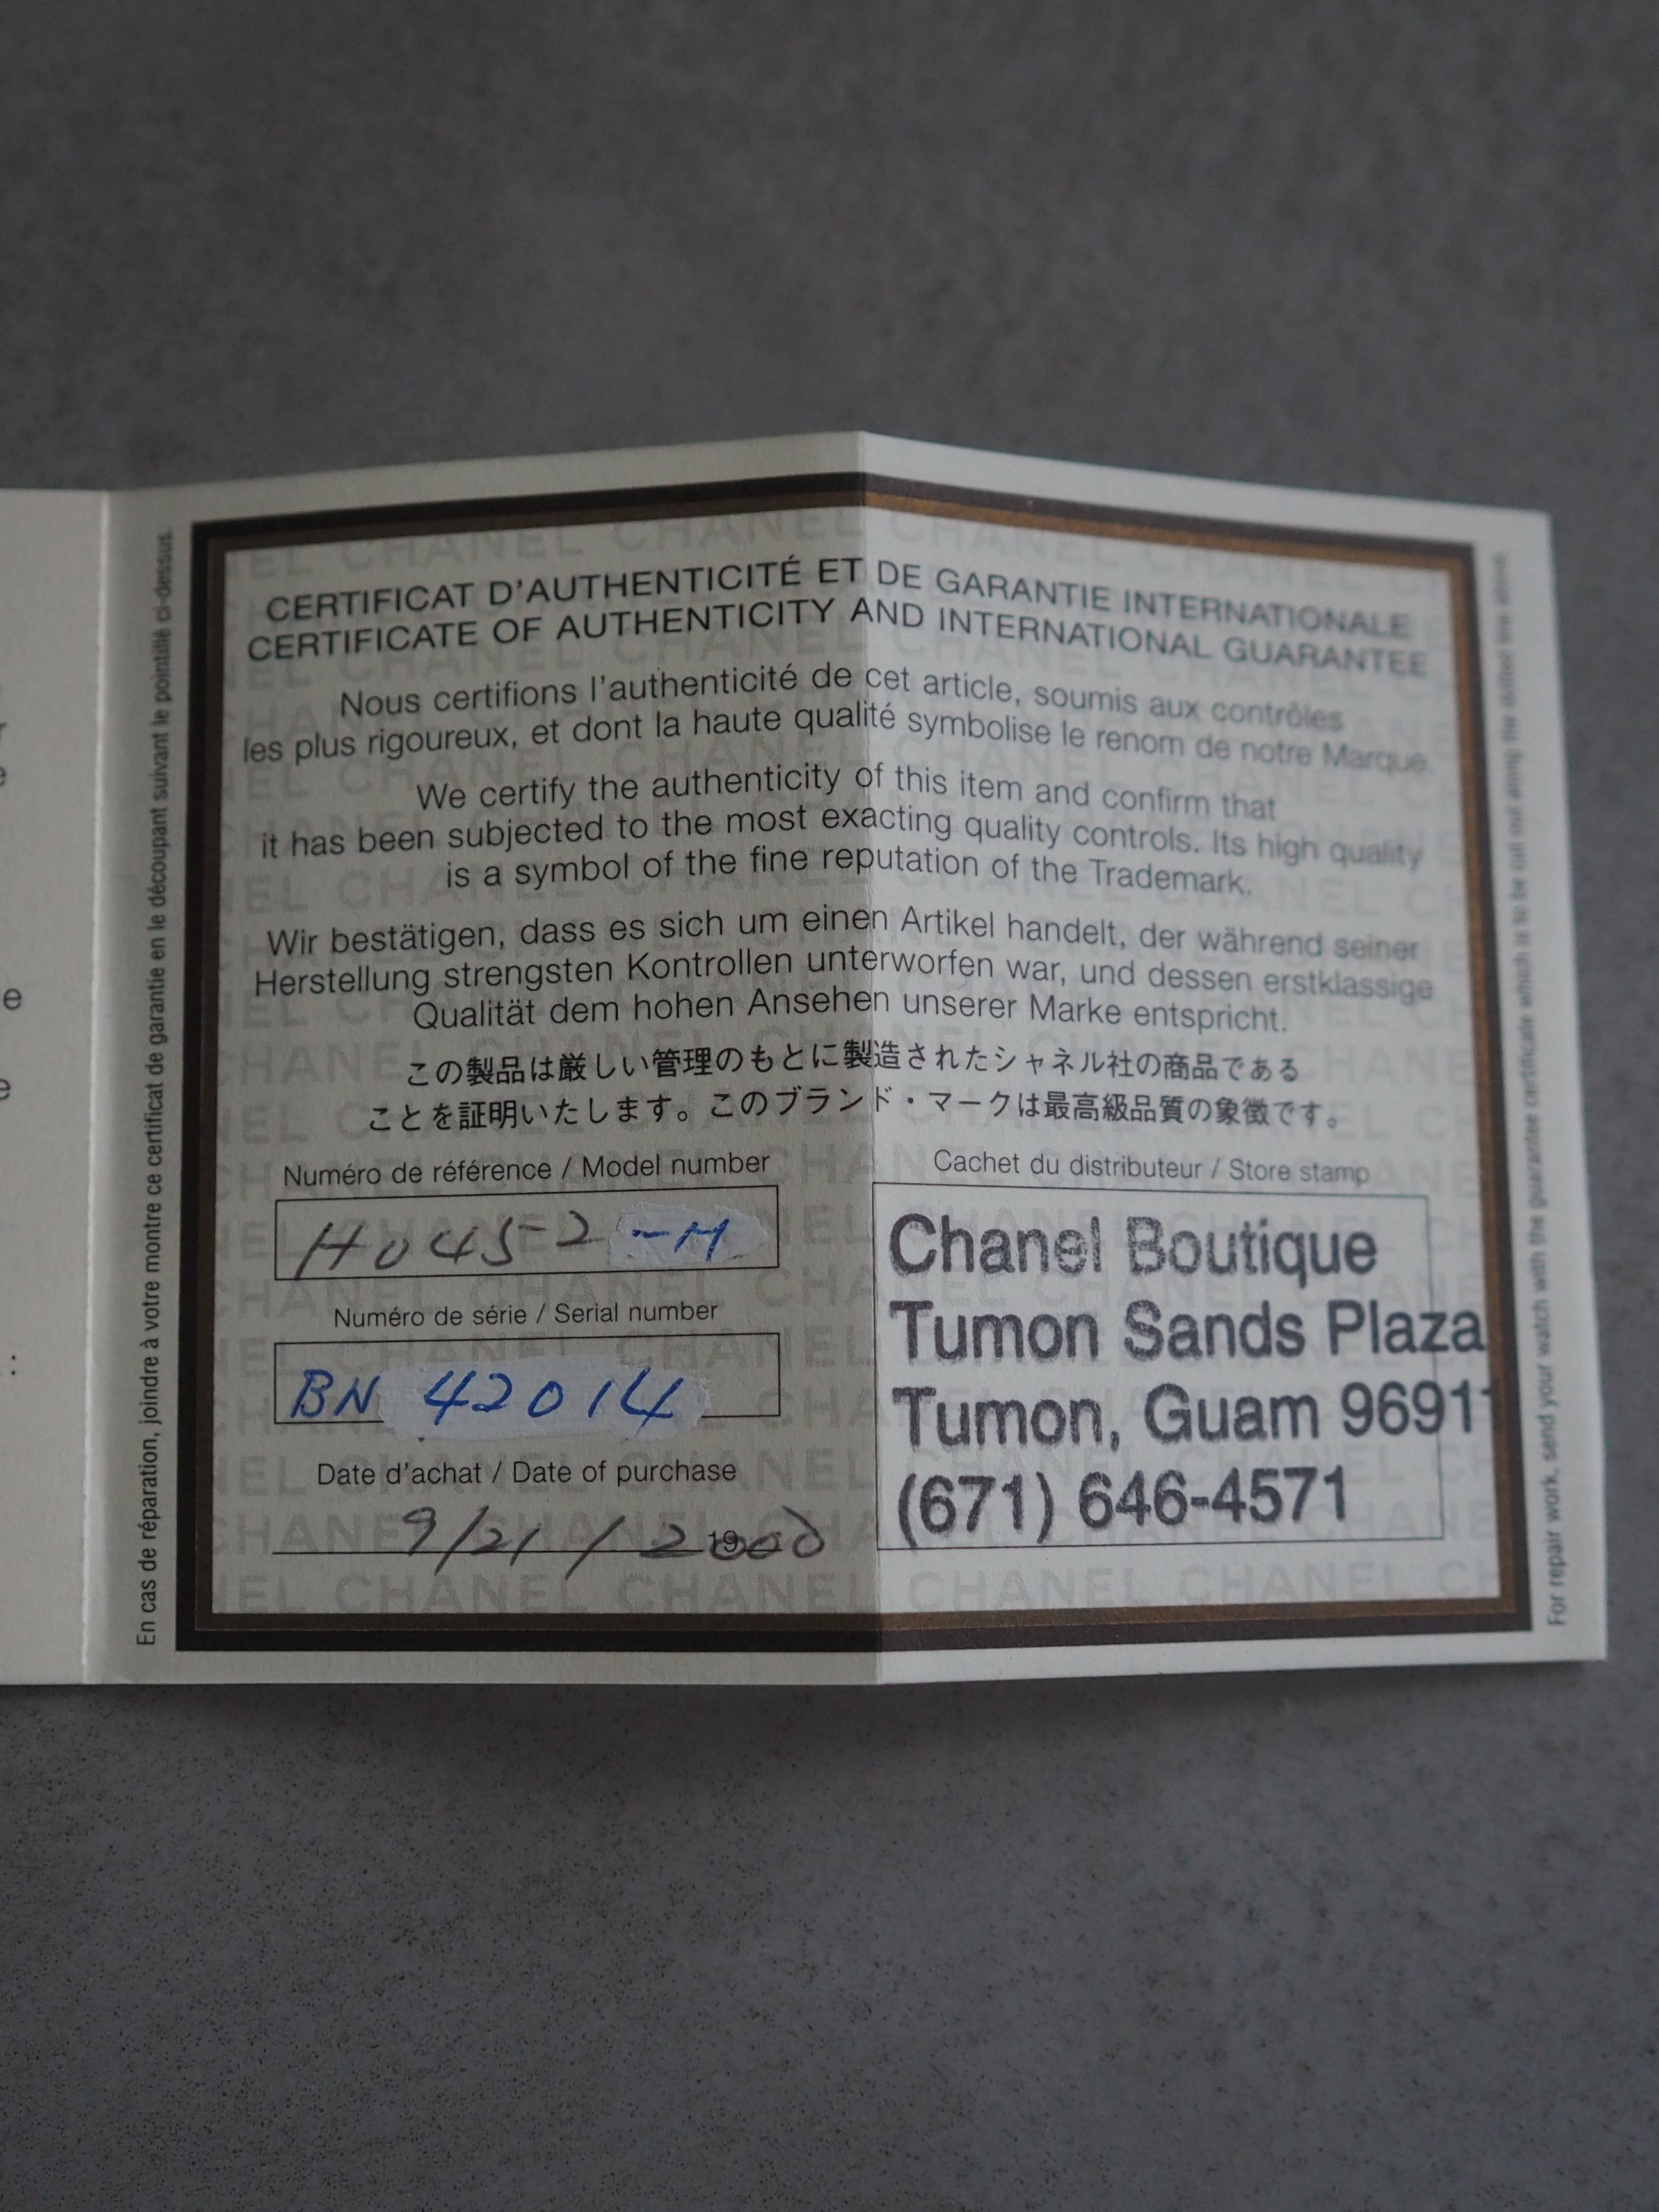 En cas de réparation, joindre à votre montre ce certificat de garantie en le découpant suivant le pointillé ci-dessus.
CERTIFICAT D'AUTHENTICITÉ ET DE GARANTIE INTERNATIONALE
CERTIFICATE OF AUTHENTICITY AND INTERNATIONAL GUARANTEE
Nous certifions l'authenticité de cet article, soumis aux contrôles
les plus rigoureux, et dont la haute qualité symbolise le renom de notre Marque.
We certify the authenticity of this item and confirm that
it has been subjected to the most exacting quality controls. Its high quality
is a symbol of the fine reputation of the Trademark.
Wir bestätigen, dass es sich um einen Artikel handelt, der während seiner
Herstellung strengsten Kontrollen unterworfen war, und dessen erstklassige
Qualität dem hohen Ansehen unserer Marke entspricht.
この製品は厳しい管理のもとに製造されたシャネル社の商品である
ことを証明いたします。このブランド・マークは最高級品質の象徴です。
Numéro de référence / Model number
H0452-M
Numéro de série / Serial number
BN 42014
Date d'achat / Date of purchase
9/21/2000
Cachet du distributeur / Store stamp
Chanel Boutique
Tumon Sands Plaza
Tumon, Guam 96911
(671) 646-4571
For repair work, send your watch with the guarantee certificate which is to be cut out along the dotted line above.